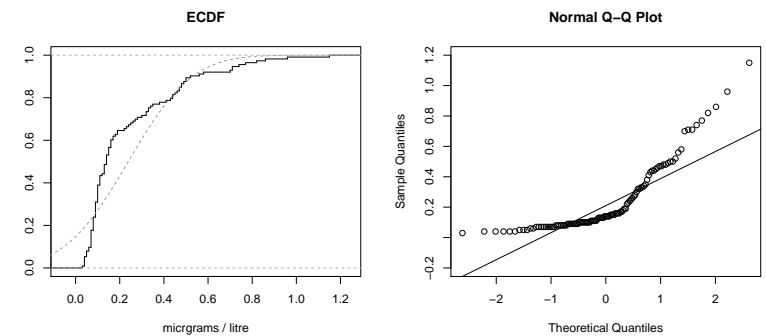 ECDF
1.0
0.8
0.6
0.4
0.2
0.0
0.0 0.2 0.4 0.6 0.8 1.0 1.2
micrgrams / litre
Normal Q−Q Plot
Sample Quantiles
1.2
1.0
0.8
0.6
0.4
0.2
−0.2
−2 −1 0 1 2
Theoretical Quantiles